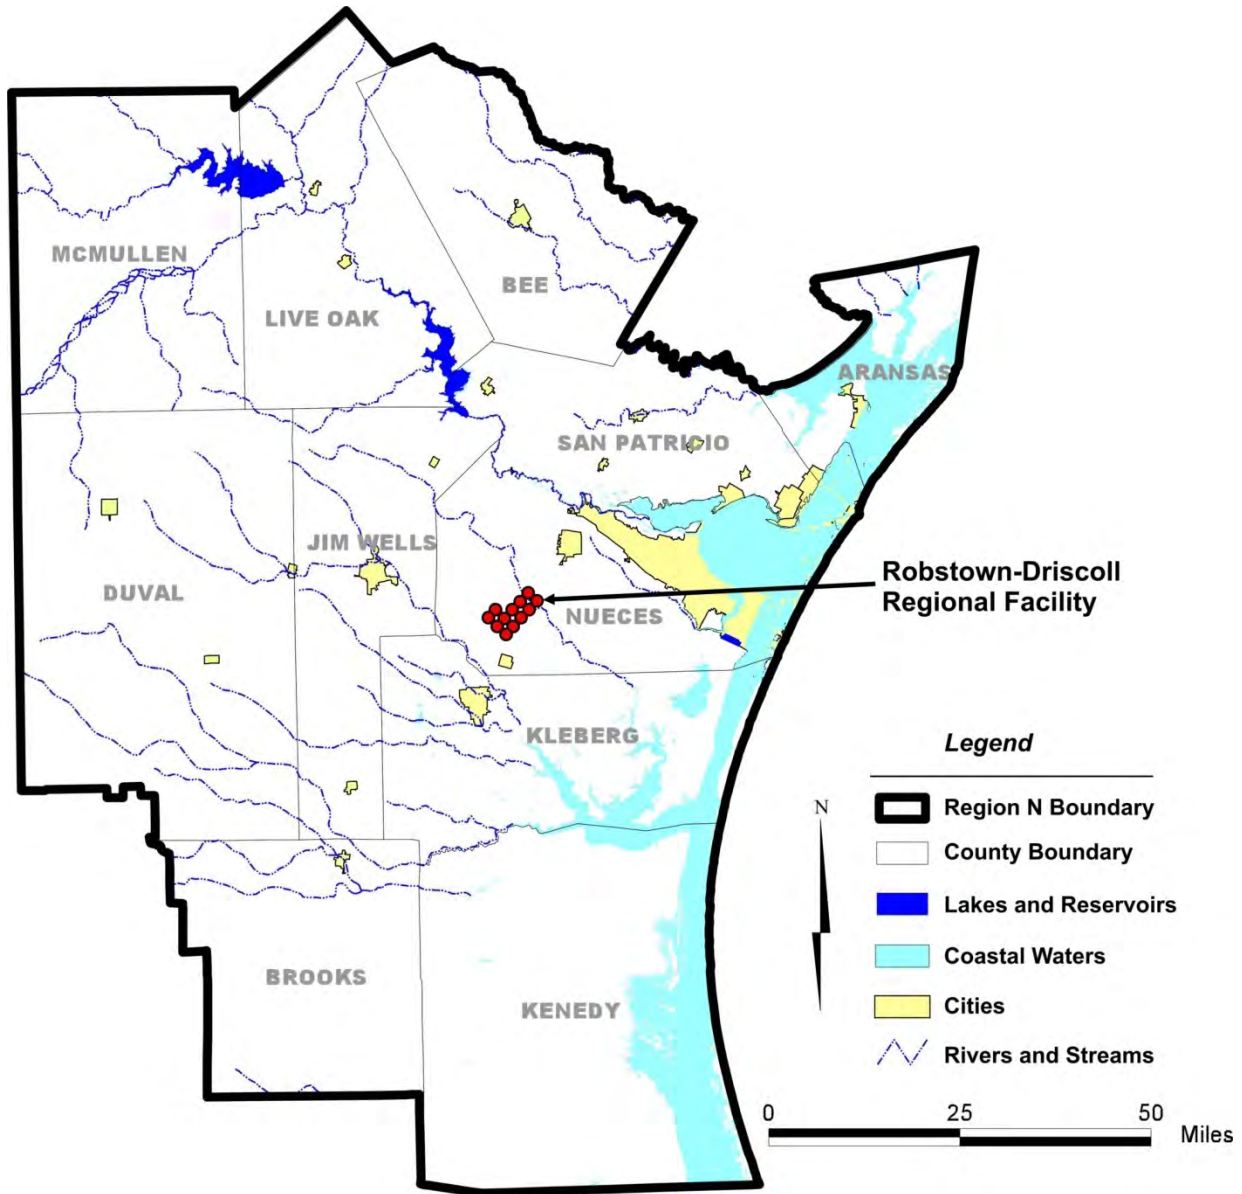 MCMULLEN
LIVE OAK
BEE
ARANSAS
SAN PATRICIO
JIM WELLS
DUVAL
NUECES
Robstown-Driscoll
Regional Facility
KLEBERG
BROOKS
KENEDY
Legend
N
Region N Boundary
County Boundary
Lakes and Reservoirs
Coastal Waters
Cities
Rivers and Streams
0 25 50
Miles